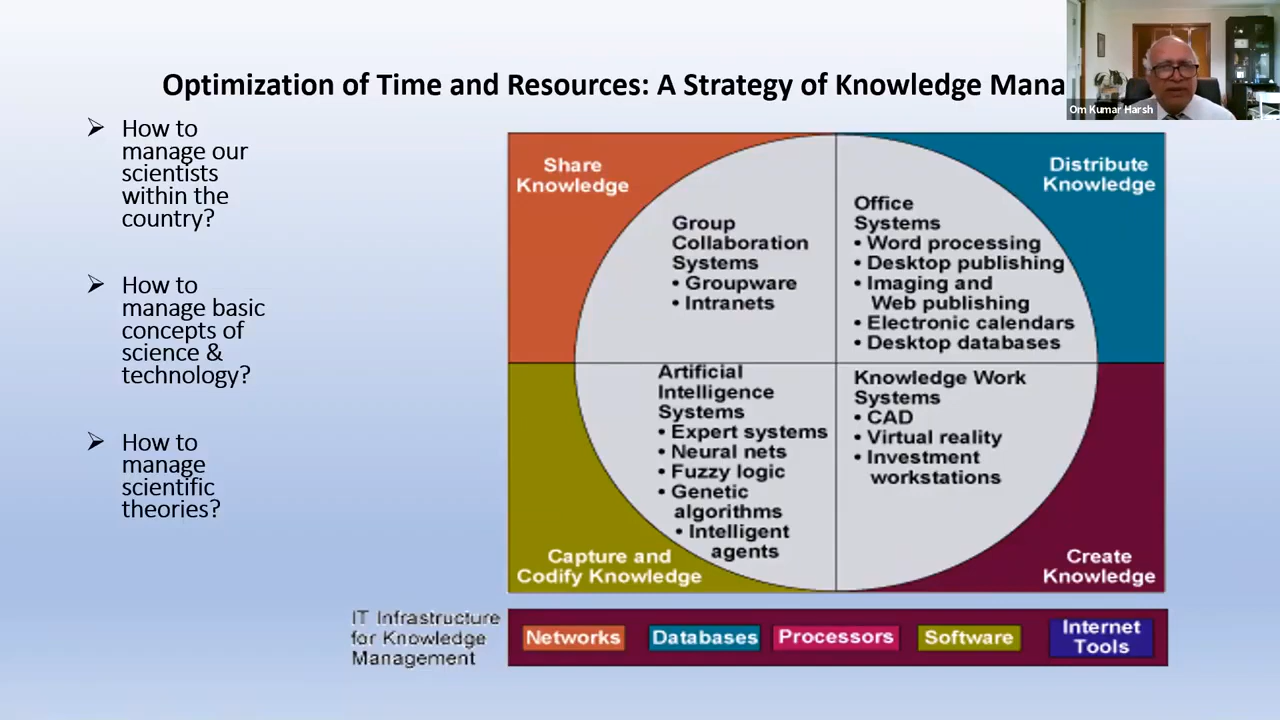 Optimization of Time and Resources: A Strategy of Knowledge Mana
Om Kumar Harsh
➢ How to
manage our
scientists
within the
country?
➢ How to
manage basic
concepts of
science &
technology?
➢ How to
manage
scientific
theories?
Share
Knowledge
Group
Collaboration
Systems
• Groupware
• Intranets
Distribute
Knowledge
Office
Systems
• Word processing
• Desktop publishing
• Imaging and
Web publishing
• Electronic calendars
• Desktop databases
Artificial
Intelligence
Systems
• Expert systems
• Neural nets
• Fuzzy logic
• Genetic
algorithms
• Intelligent
agents
Capture and
Codify Knowledge
Knowledge Work
Systems
• CAD
• Virtual reality
• Investment
workstations
Create
Knowledge
IT Infrastructure
for Knowledge
Management
Networks
Databases
Processors
Software
Internet
Tools